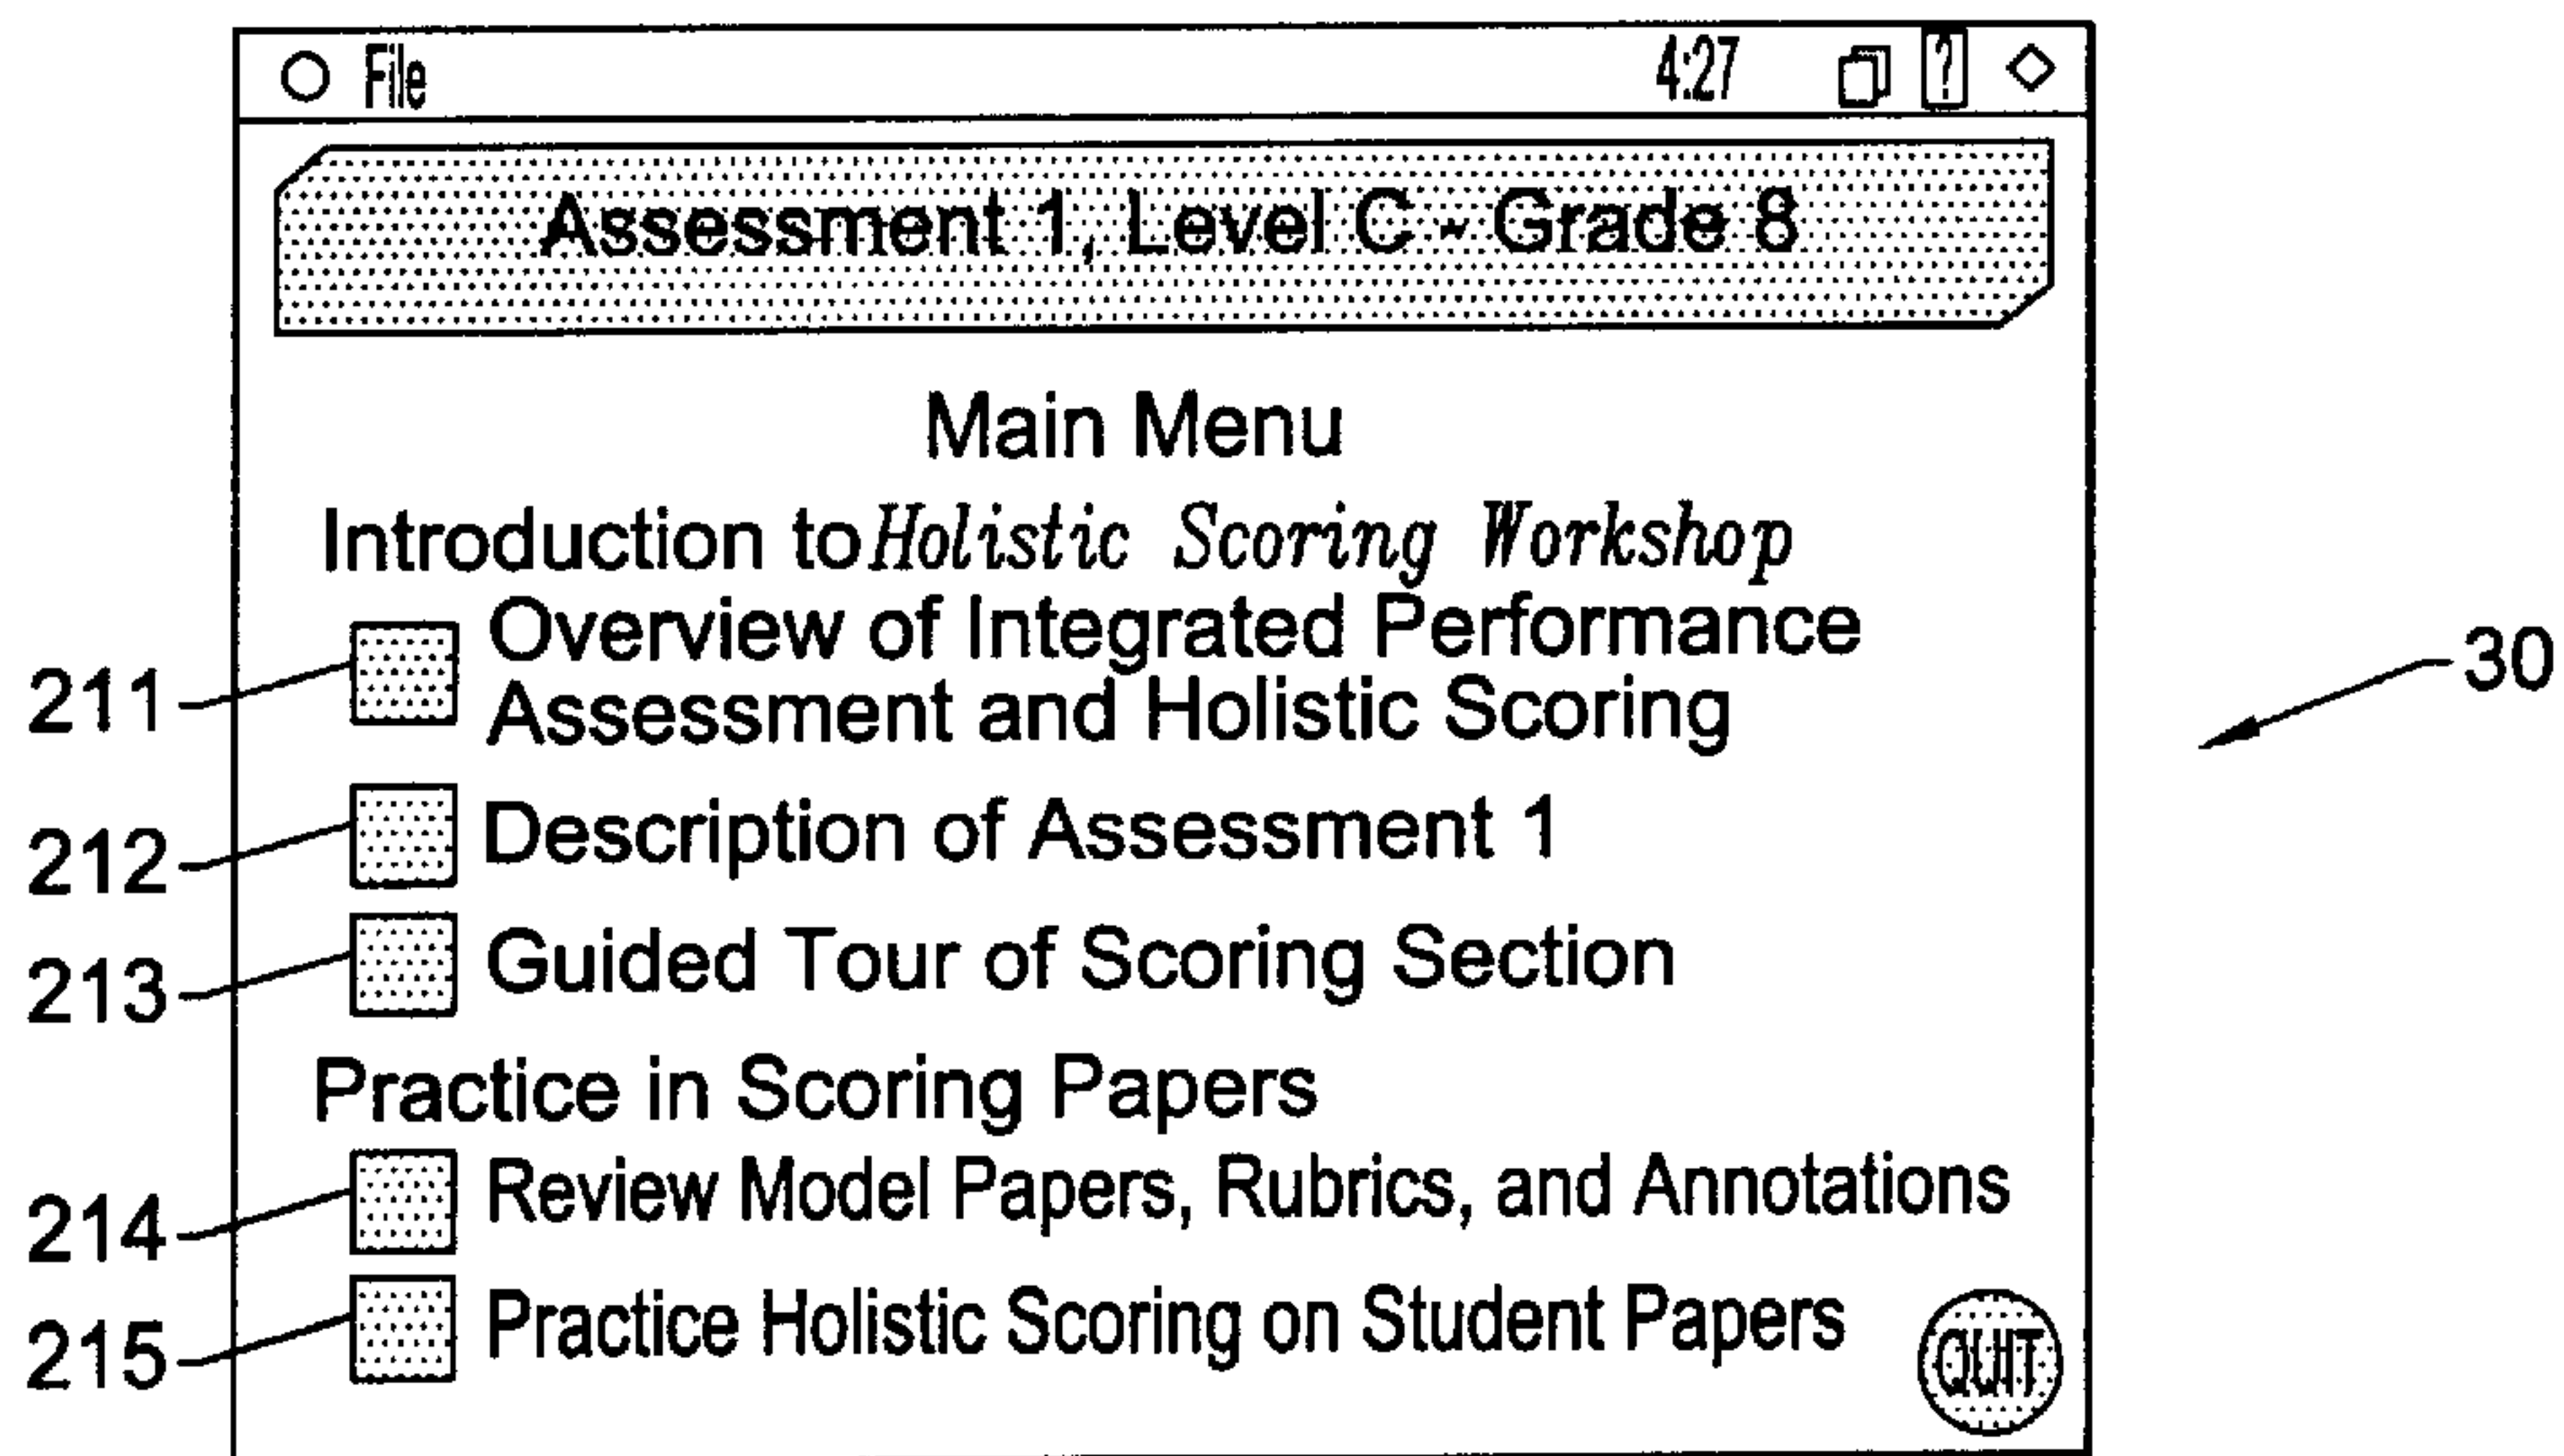 File 4:27 ?
Assessment 1, Level C - Grade 8
Main Menu
Introduction to Holistic Scoring Workshop
211 Overview of Integrated Performance
Assessment and Holistic Scoring
30
212 Description of Assessment 1
213 Guided Tour of Scoring Section
Practice in Scoring Papers
214 Review Model Papers, Rubrics, and Annotations
215 Practice Holistic Scoring on Student Papers
QUIT